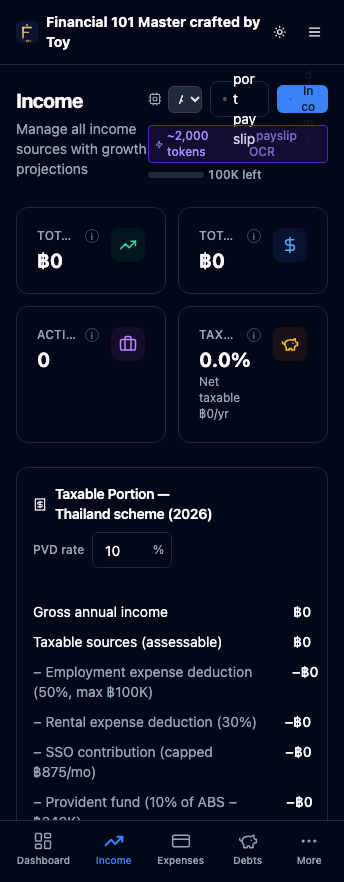 Financial 101 Master crafted by
Toy
Income
Manage all income
sources with growth
projections
por
t
pay
slip
In
co
~2,000
tokens
payslip
OCR
100K left
TOT...
฿0
TOT...
฿0
ACTI...
0
TAX...
0.0%
Net
taxable
฿0/yr
Taxable Portion —
Thailand scheme (2026)
PVD rate
10 %
Gross annual income ฿0
Taxable sources (assessable) ฿0
– Employment expense deduction −฿0
(50%, max ฿100K)
– Rental expense deduction (30%) −฿0
– SSO contribution (capped −฿0
฿875/mo)
– Provident fund (10% of ABS – −฿0
Dashboard
Income
Expenses
Debts
More